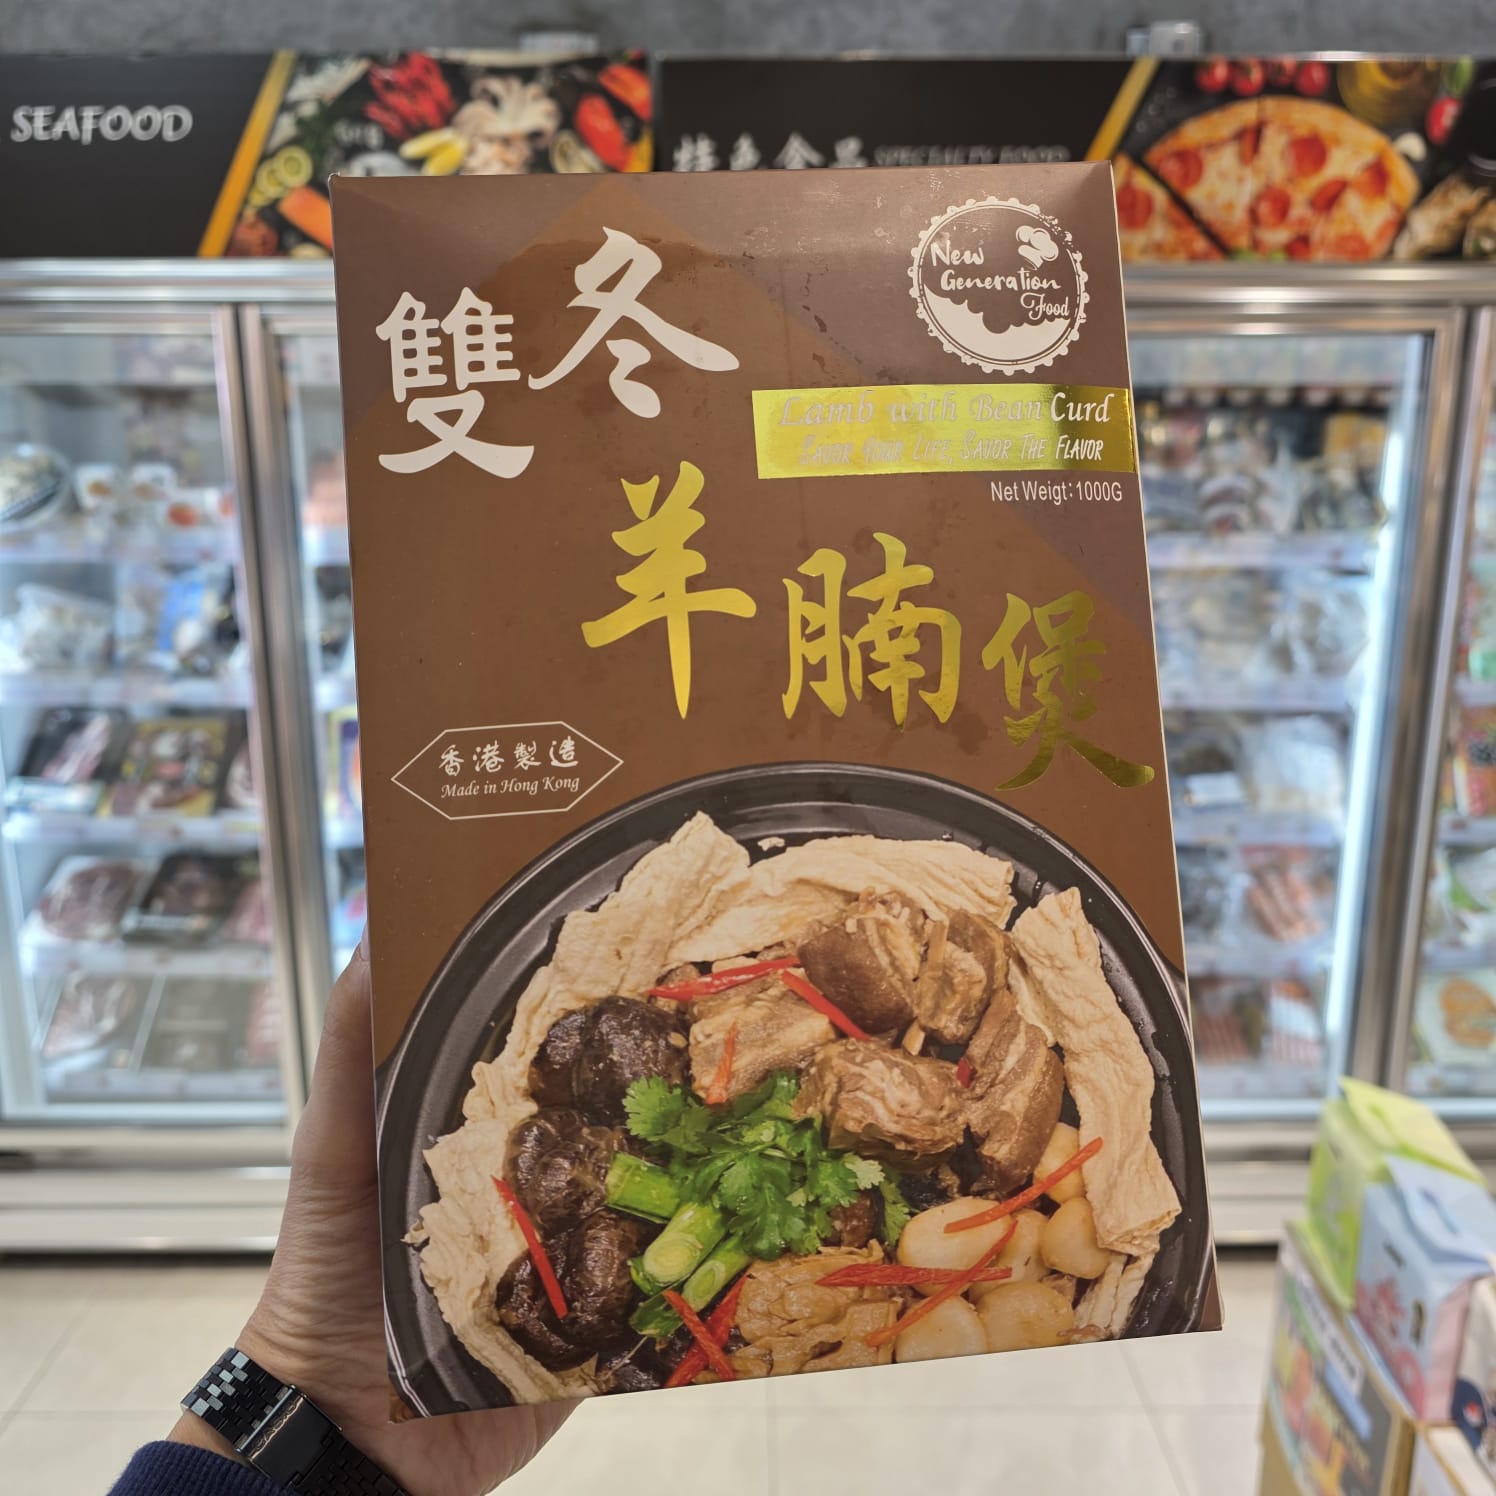 SEAFOOD
特色食品 SPECIALTY FOOD
New
Generation
Food
雙冬
Lamb with Bean Curd
Savor Your Life, Savor The Flavor
Net Weigt:1000G
羊腩煲
香港製造
Made in Hong Kong